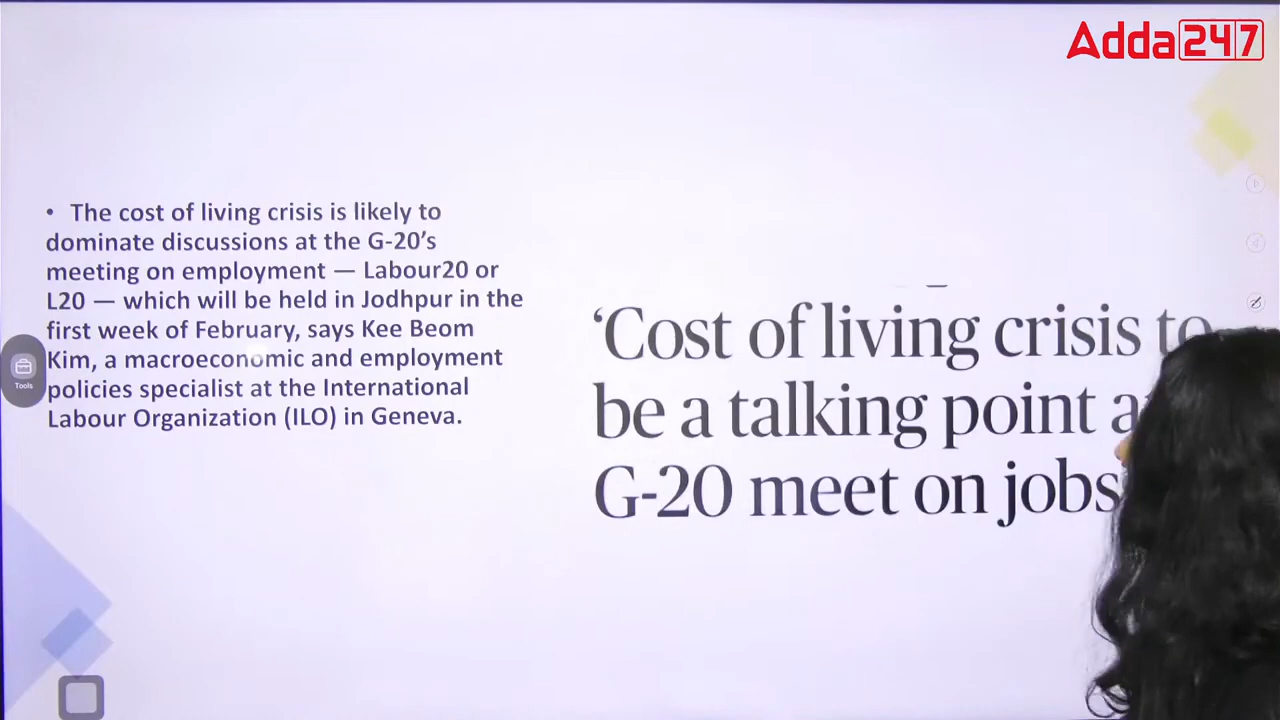 Adda247
• The cost of living crisis is likely to
dominate discussions at the G-20’s
meeting on employment — Labour20 or
L20 — which will be held in Jodhpur in the
first week of February, says Kee Beom
Kim, a macroeconomic and employment
policies specialist at the International
Labour Organization (ILO) in Geneva.
Tools
‘Cost of living crisis to
be a talking point
G-20 meet on jobs